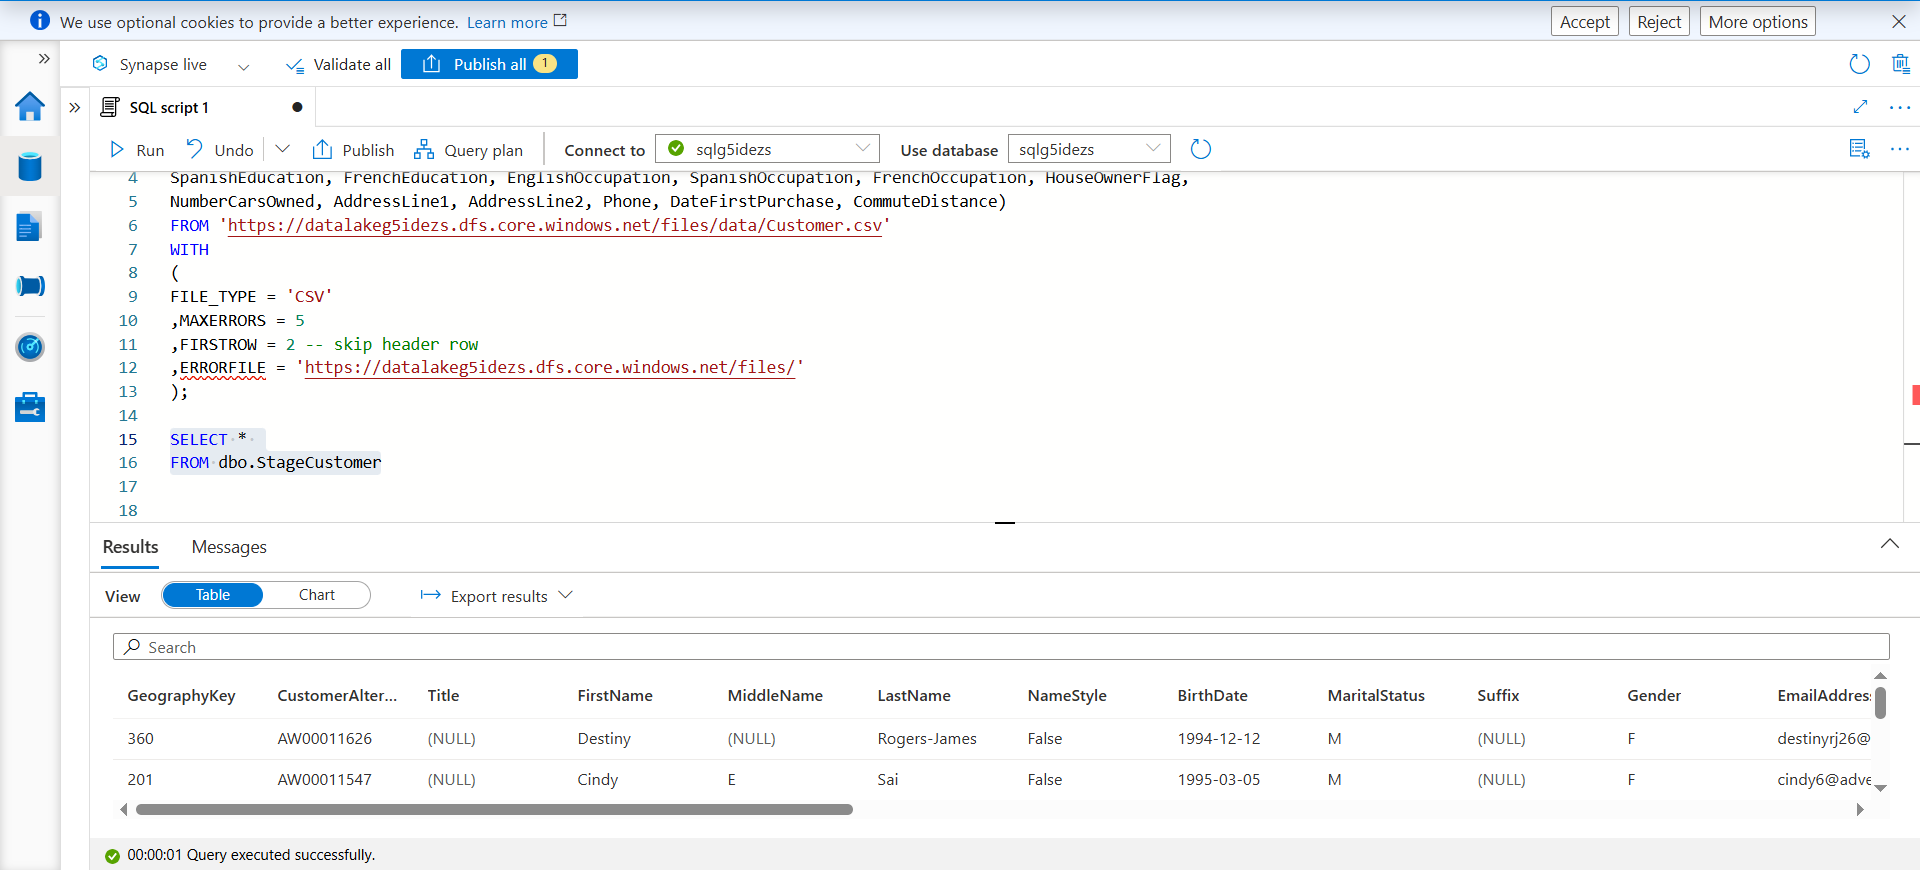 We use optional cookies to provide a better experience. Learn more
Accept
Reject
More options
Synapse live
Validate all
Publish all 1
SQL script 1
Run
Undo
Publish
Query plan
Connect to
sqlg5idezs
Use database
sqlg5idezs
4 SpanishEducation, FrenchEducation, EnglishOccupation, SpanishOccupation, FrenchOccupation, HouseOwnerFlag,
5 NumberCarsOwned, AddressLine1, AddressLine2, Phone, DateFirstPurchase, CommuteDistance)
6 FROM 'https://datalakeg5idezs.dfs.core.windows.net/files/data/Customer.csv'
7 WITH
8 (
9 FILE_TYPE = 'CSV'
10 ,MAXERRORS = 5
11 ,FIRSTROW = 2 -- skip header row
12 ,ERRORFILE = 'https://datalakeg5idezs.dfs.core.windows.net/files/'
13 );
14
15 SELECT *
16 FROM dbo.StageCustomer
17
18
Results
Messages
View
Table
Chart
Export results
Search
GeographyKey CustomerAlter... Title FirstName MiddleName LastName NameStyle BirthDate MaritalStatus Suffix Gender EmailAddres
360 AW00011626 (NULL) Destiny (NULL) Rogers-James False 1994-12-12 M (NULL) F destinyrj26@
201 AW00011547 (NULL) Cindy E Sai False 1995-03-05 M (NULL) F cindy6@adve
00:00:01 Query executed successfully.